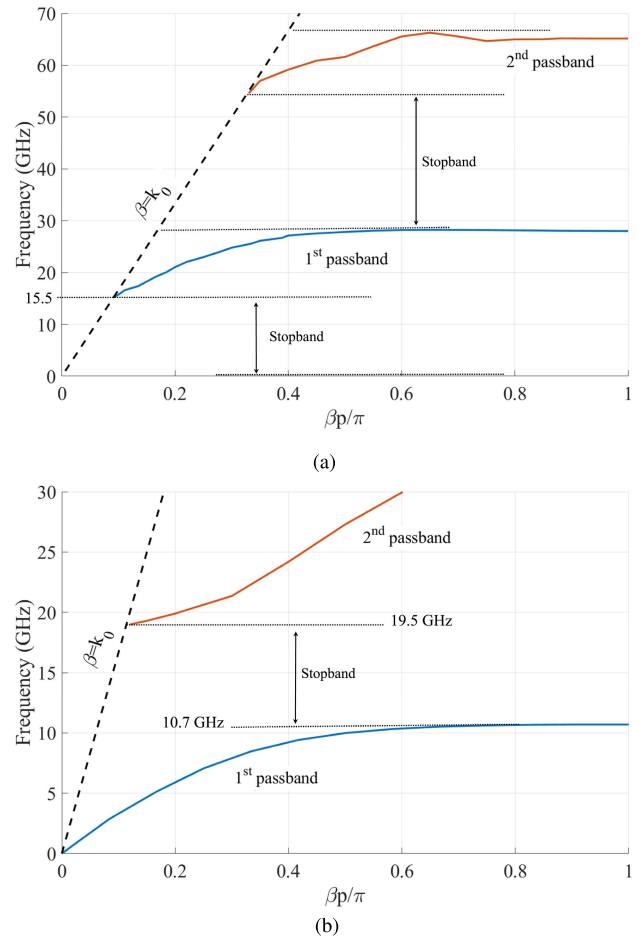 70
60
50
40
30
20
15.5
10
0
Frequency (GHz)
β=k0
2nd passband
Stopband
1st passband
Stopband
0 0.2 0.4 0.6 0.8 1
βp/π
(a)
30
25
20
15
10
5
0
Frequency (GHz)
β=k0
2nd passband
19.5 GHz
Stopband
10.7 GHz
1st passband
0 0.2 0.4 0.6 0.8 1
βp/π
(b)